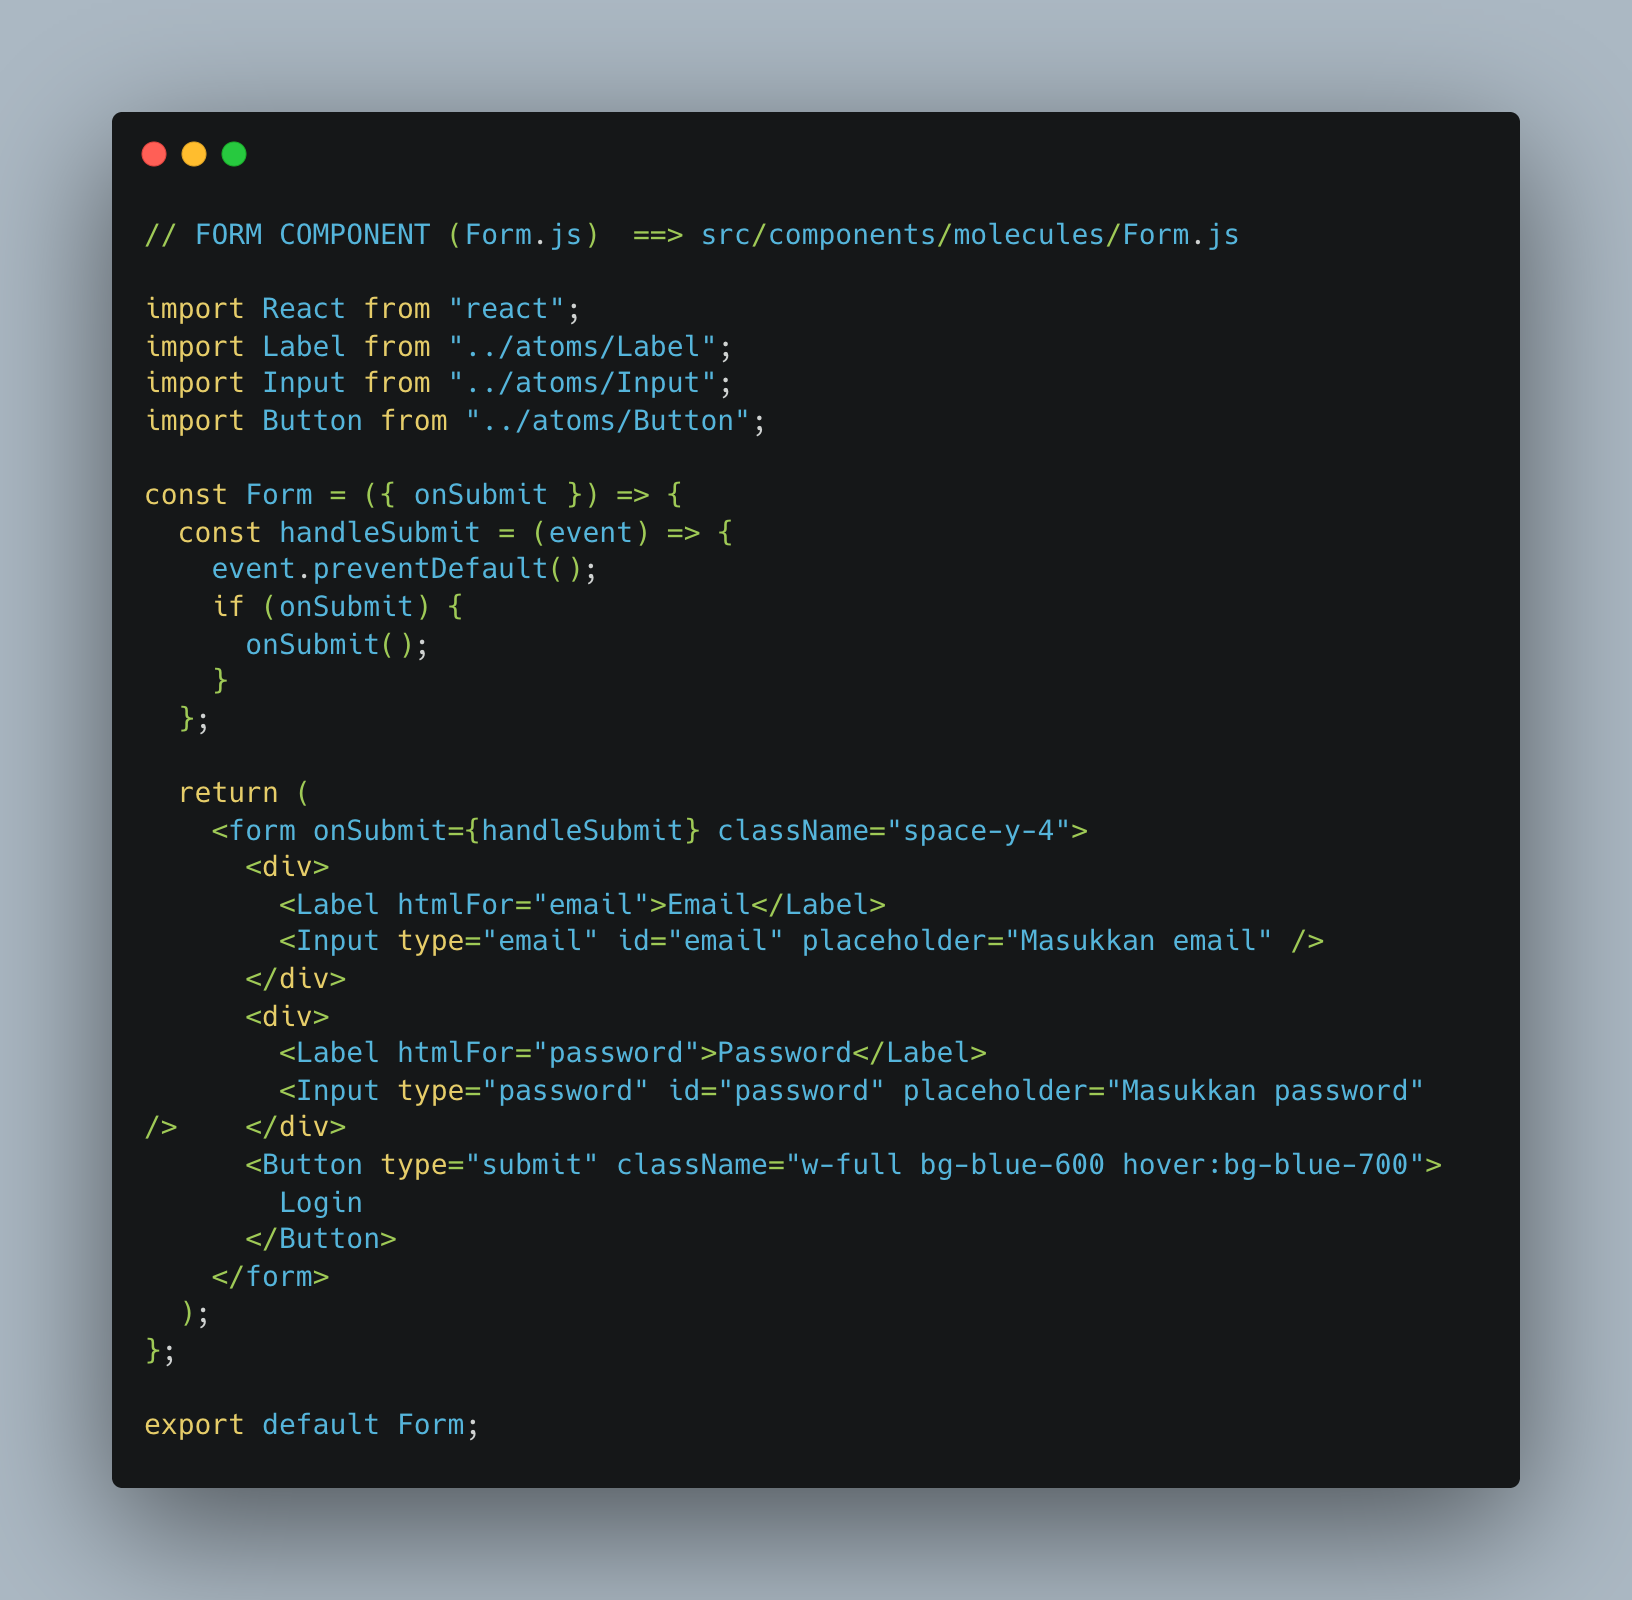 // FORM COMPONENT (Form.js)  ==> src/components/molecules/Form.js

import React from "react";
import Label from "../atoms/Label";
import Input from "../atoms/Input";
import Button from "../atoms/Button";

const Form = ({ onSubmit }) => {
  const handleSubmit = (event) => {
    event.preventDefault();
    if (onSubmit) {
      onSubmit();
    }
  };

  return (
    <form onSubmit={handleSubmit} className="space-y-4">
      <div>
        <Label htmlFor="email">Email</Label>
        <Input type="email" id="email" placeholder="Masukkan email" />
      </div>
      <div>
        <Label htmlFor="password">Password</Label>
        <Input type="password" id="password" placeholder="Masukkan password"
/>    </div>
      <Button type="submit" className="w-full bg-blue-600 hover:bg-blue-700">
        Login
      </Button>
    </form>
  );
};

export default Form;